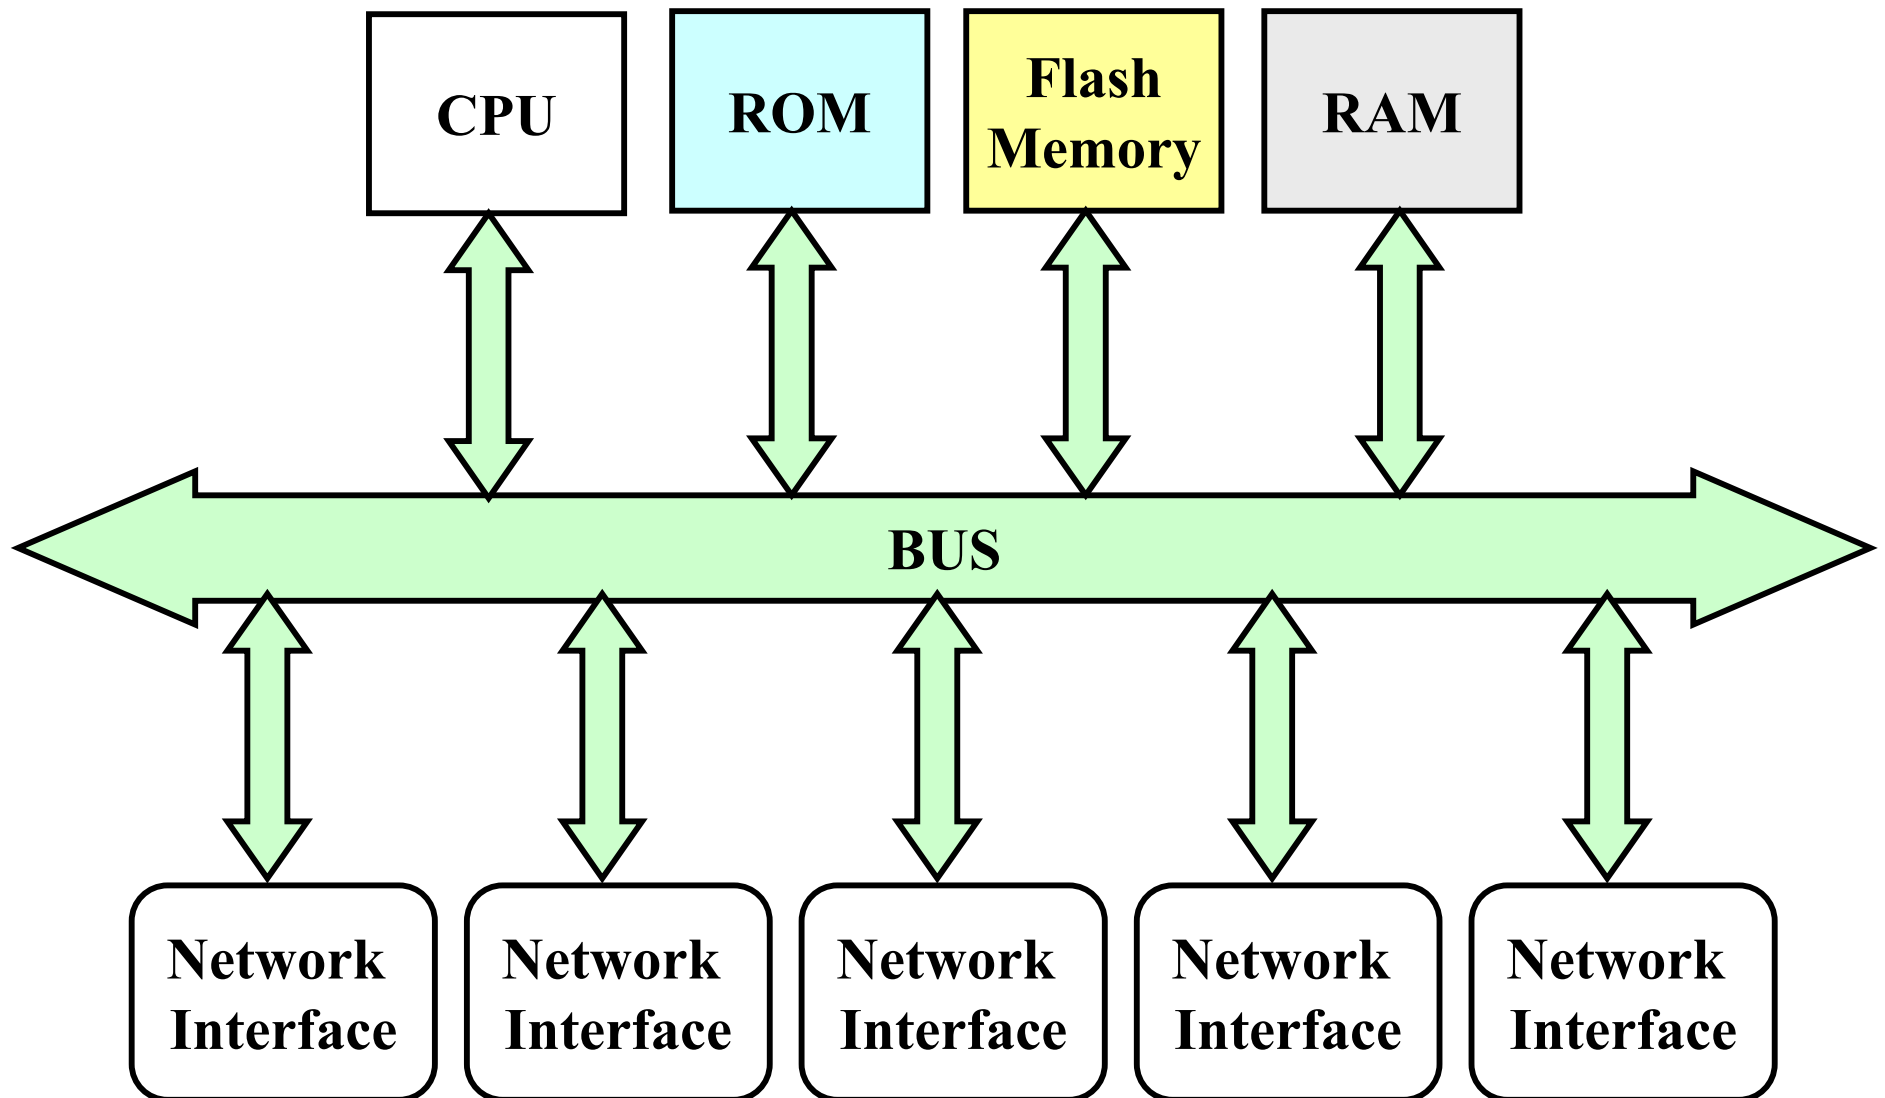 CPU
ROM
Flash
Memory
RAM
BUS
Network
Interface
Network
Interface
Network
Interface
Network
Interface
Network
Interface